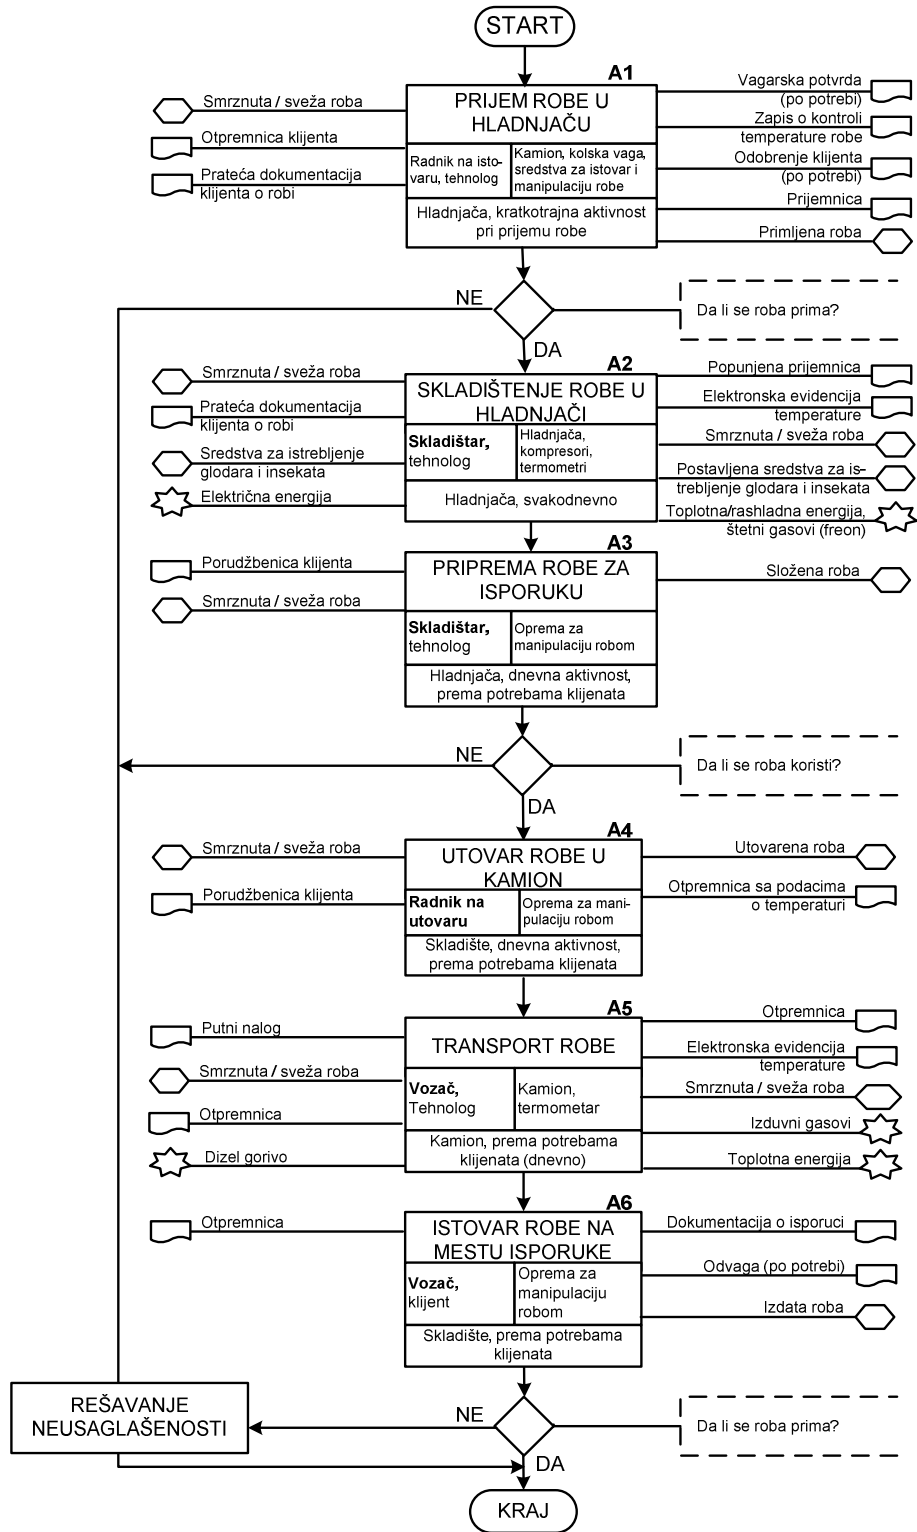 START
A1
Smrznuta / sveža roba
Otpremnica klijenta
Prateća dokumentacija
klijenta o robi
PRIJEM ROBE U
HLADNJAČU
Radnik na isto-
varu, tehnolog
Kamion, kolska vaga,
sredstva za istovar i
manipulaciju robe
Hladnjača, kratkotrajna aktivnost
pri prijemu robe
Vagarska potvrda
(po potrebi)
Zapis o kontroli
temperature robe
Odobrenje klijenta
(po potrebi)
Prijemnica
Primljena roba
NE
Da li se roba prima?
DA
A2
Smrznuta / sveža roba
Prateća dokumentacija
klijenta o robi
Sredstva za istrebljenje
glodara i insekata
Električna energija
SKLADIŠTENJE ROBE U
HLADNJAČI
Skladištar,
tehnolog
Hladnjača,
kompresori,
termometri
Hladnjača, svakodnevno
Popunjena prijemnica
Elektronska evidencija
temperature
Smrznuta / sveža roba
Postavljena sredstva za is-
trebljenje glodara i insekata
Toplotna/rashladna energija,
štetni gasovi (freon)
A3
Porudžbenica klijenta
Smrznuta / sveža roba
PRIPREMA ROBE ZA
ISPORUKU
Skladištar,
tehnolog
Oprema za
manipulaciju robom
Hladnjača, dnevna aktivnost,
prema potrebama klijenata
Složena roba
NE
Da li se roba koristi?
DA
A4
Smrznuta / sveža roba
Porudžbenica klijenta
UTOVAR ROBE U
KAMION
Radnik na
utovaru
Oprema za mani-
pulaciju robom
Skladište, dnevna aktivnost,
prema potrebama klijenata
Utovarena roba
Otpremnica sa podacima
o temperaturi
A5
Putni nalog
Smrznuta / sveža roba
Otpremnica
Dizel gorivo
TRANSPORT ROBE
Vozač,
Tehnolog
Kamion,
termometar
Kamion, prema potrebama
klijenata (dnevno)
Otpremnica
Elektronska evidencija
temperature
Smrznuta / sveža roba
Izduvni gasovi
Toplotna energija
A6
Otpremnica
ISTOVAR ROBE NA
MESTU ISPORUKE
Vozač,
klijent
Oprema za
manipulaciju
robom
Skladište, prema potrebama
klijenata
Dokumentacija o isporuci
Odvaga (po potrebi)
Izdata roba
REŠAVANJE
NEUSAGLAŠENOSTI
NE
Da li se roba prima?
DA
KRAJ